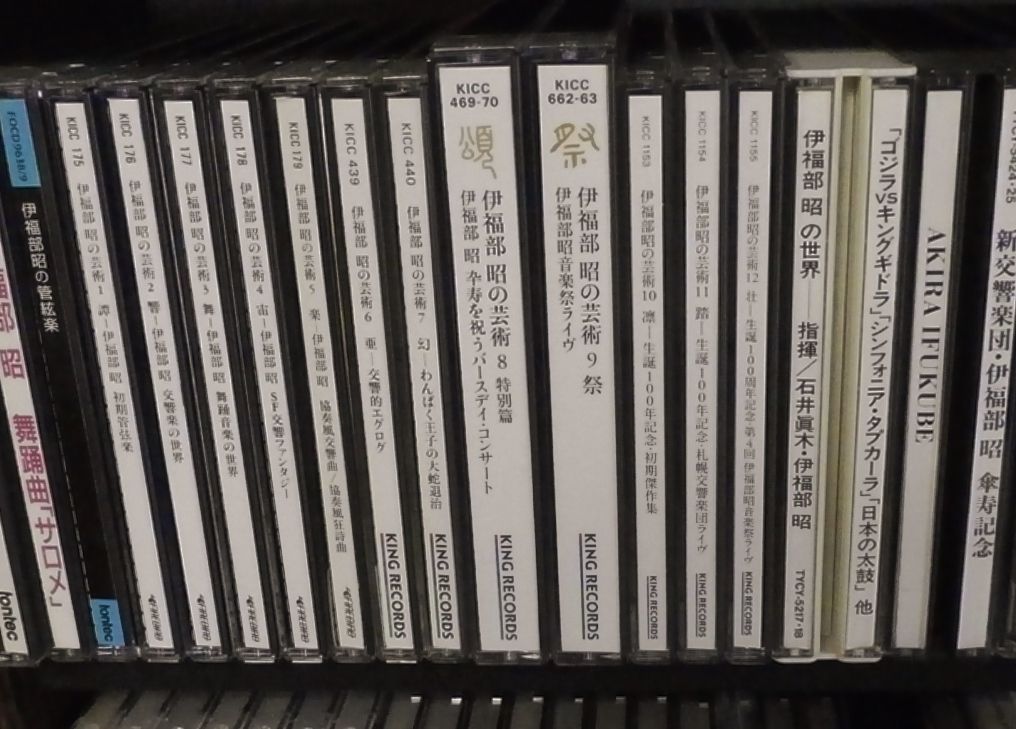 福部 昭 舞踊曲「サロメ」
fontec
FOCD9618/9
伊福部 昭の管絃楽
fontec
KICC 175
伊福部 昭の芸術1 譚─伊福部 昭 初期管弦楽
KICC 176
伊福部 昭の芸術2 響─伊福部 昭 交響楽の世界
KICC 177
伊福部 昭の芸術3 舞─伊福部 昭 舞踊音楽の世界
KICC 178
伊福部 昭の芸術4 宙─伊福部 昭 SF交響ファンタジー
KICC 179
伊福部 昭の芸術5 楽─伊福部 昭 協奏風交響曲/協奏風狂詩曲
KICC 439
伊福部 昭の芸術6 亜─交響的エグログ
KING RECORDS
KICC 440
伊福部 昭の芸術7 幻─わんぱく王子の大蛇退治
KING RECORDS
KICC
469-70
頌
伊福部 昭の芸術 8 特別篇
伊福部 昭 卒寿を祝うバースデイ・コンサート
KING RECORDS
KICC
662-63
祭
伊福部 昭の芸術 9 祭
伊福部昭音楽祭ライヴ
KING RECORDS
KICC 1153
伊福部 昭の芸術10 凛─生誕100年記念・初期傑作集
KING RECORDS
KICC 1154
伊福部昭の芸術11 踏─生誕100年記念・札幌交響楽団ライヴ
KING RECORDS
KICC 1155
伊福部昭の芸術12 壮─生誕100周年記念 第4回 伊福部昭音楽祭ライヴ
KING RECORDS
伊福部 昭 の世界 指揮/石井眞木・伊福部 昭
TYCY-5217・18
「ゴジラVSキングギドラ」「シンフォニア・タプカーラ」「日本の太鼓」他
AKIRA IFUKUBE
新交響楽団・伊福部 昭 傘寿記念